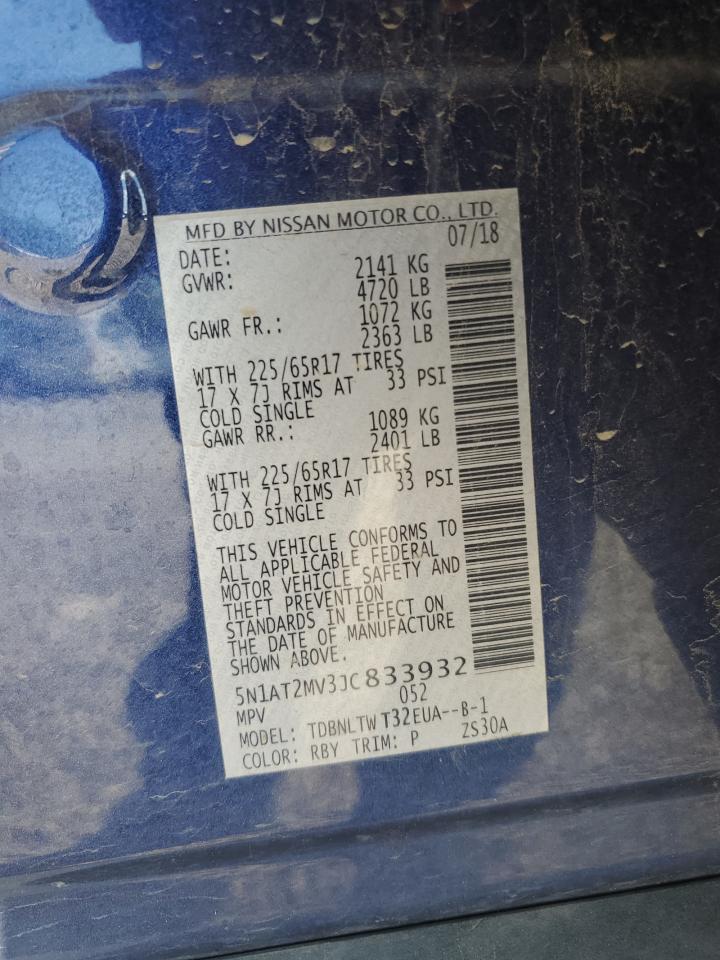 MFD BY NISSAN MOTOR CO., LTD.
DATE: 07/18
GVWR: 2141 KG
4720 LB
GAWR FR.: 1072 KG
2363 LB
WITH 225/65R17 TIRES
17 X 7J RIMS AT 33 PSI
COLD SINGLE
GAWR RR.: 1089 KG
2401 LB
WITH 225/65R17 TIRES
17 X 7J RIMS AT 33 PSI
COLD SINGLE
THIS VEHICLE CONFORMS TO
ALL APPLICABLE FEDERAL
MOTOR VEHICLE SAFETY AND
THEFT PREVENTION
STANDARDS IN EFFECT ON
THE DATE OF MANUFACTURE
SHOWN ABOVE.
5N1AT2MV3JC833932
MPV 052
MODEL: TDBNLTW T32EUA--B-1
COLOR: RBY TRIM: P ZS30A